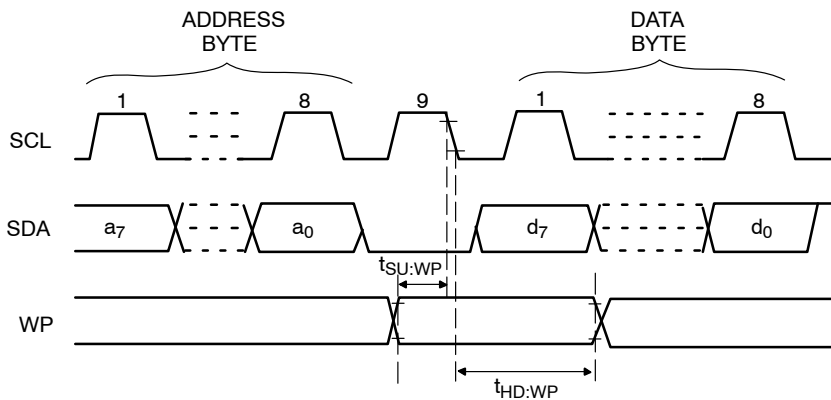 ADDRESS
BYTE
DATA
BYTE
1
8
9
1
8
SCL
SDA
a7
a0
d7
d0
tSU:WP
WP
tHD:WP